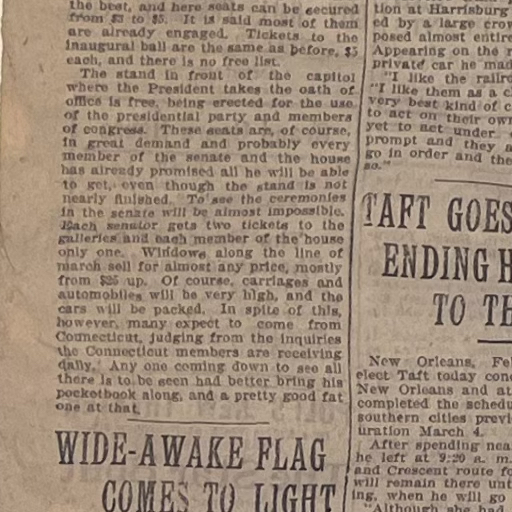 the best, and here seats can be secured
from $3 to $5. It is said most of them
are already engaged. Tickets to the
inaugural ball are the same as before, $5
each, and there is no free list.
The stand in front of the capitol
where the President takes the oath of
office is free, being erected for the use
of the presidential party and members
of congress. These seats are, of course,
in great demand and probably every
member of the senate and the house
has already promised all he will be able
to get, even though the stand is not
nearly finished. To see the ceremonies
in the senate will be almost impossible.
Each senator gets two tickets to the
galleries and each member of the house
only one. Windows along the line of
march sell for almost any price, mostly
from $25 up. Of course, carriages and
automobiles will be very high, and the
cars will be packed. In spite of this,
however, many expect to come from
Connecticut, judging from the inquiries
the Connecticut members are receiving
daily. Any one coming down to see all
there is to be seen had better bring his
pocketbook along, and a pretty good fat
one at that.
WIDE-AWAKE FLAG
COMES TO LIGHT
tion at Harrisburg
ed by a large crow
posed almost entire
Appearing on the r
private car he mad
"I like the railro
"I like them as a c
very best kind of c
to act on their own
yet to act under
prompt and they a
go in order and the
so."
TAFT GOES
ENDING H
TO TH
New Orleans, Fe
elect Taft today con
New Orleans and at
completed the schedu
southern cities previ
uration March 4.
After spending nea
he left at 9:20 a. m.
and Crescent route fo
will remain there unt
ing, when he will go
"Although she had